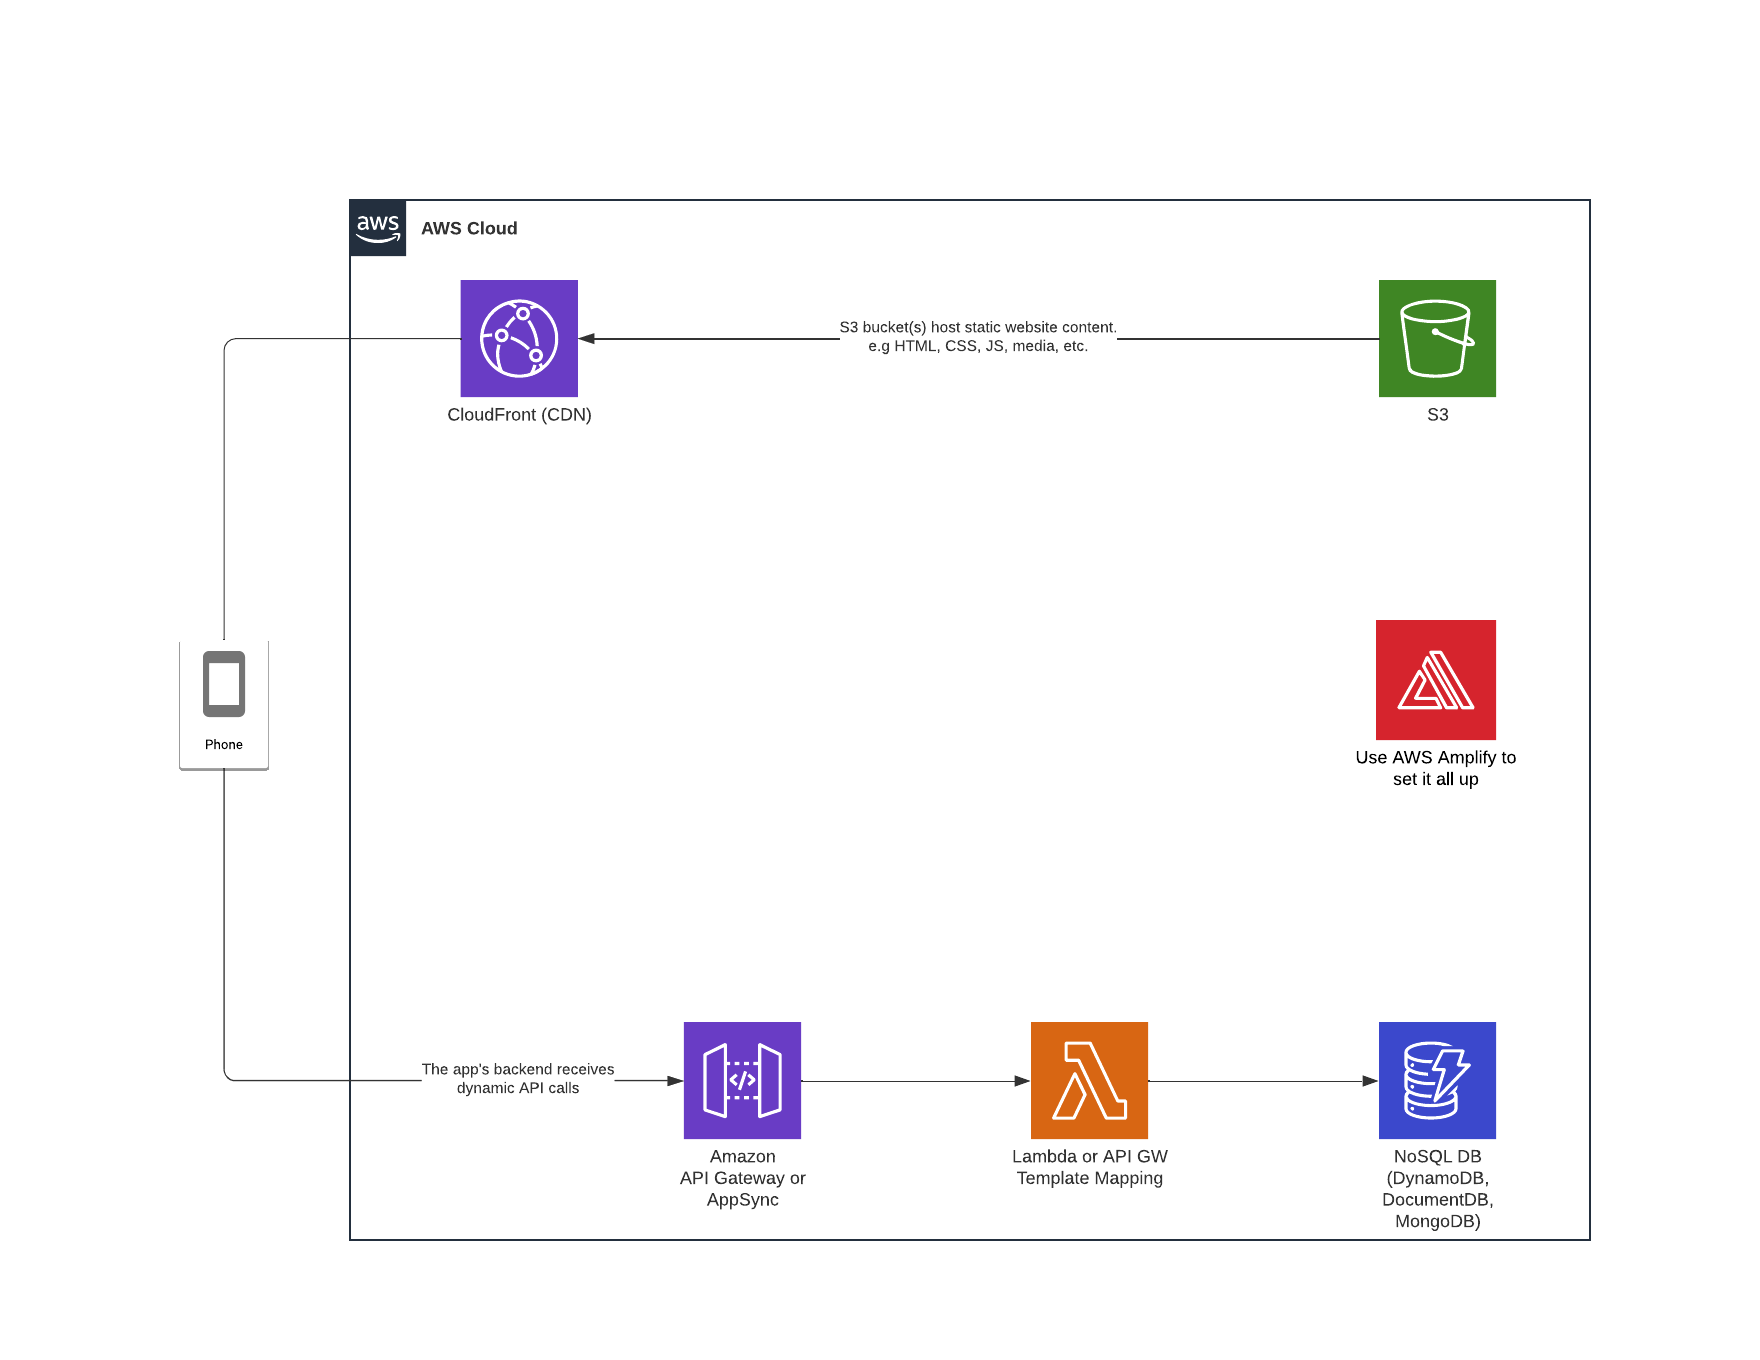 aws
AWS Cloud
S3 bucket(s) host static website content.
e.g HTML, CSS, JS, media, etc.
CloudFront (CDN)
S3
Phone
Use AWS Amplify to
set it all up
The app's backend receives
dynamic API calls
</>
Amazon
API Gateway or
AppSync
Lambda or API GW
Template Mapping
NoSQL DB
(DynamoDB,
DocumentDB,
MongoDB)